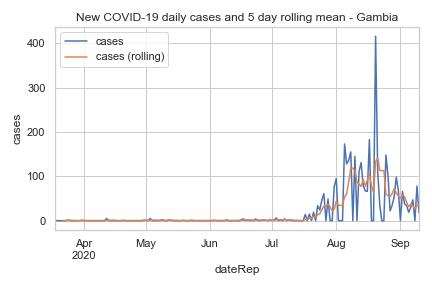 New COVID-19 daily cases and 5 day rolling mean - Gambia
cases
cases (rolling)
400
300
200
100
0
cases
Apr May Jun Jul Aug Sep
2020
dateRep